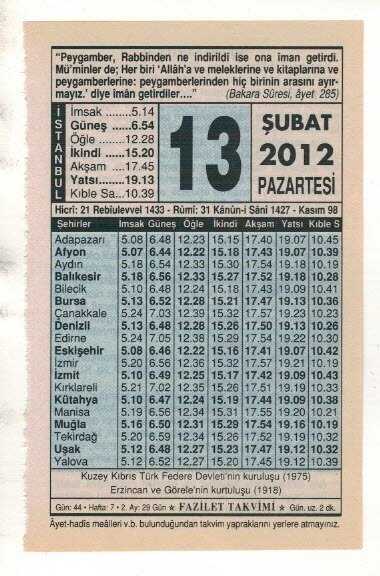 “Peygamber, Rabbinden ne indirildi ise ona îman getirdi.
Mü'minler de; Her biri ‘Allâh'a ve meleklerine ve kitaplarına ve
peygamberlerine: peygamberlerinden hiç birinin arasını ayır-
mayız.’ diye îmân getirdiler....” (Bakara Sûresi, âyet: 285)
İSTANBUL
İmsak ......5.14
Güneş ...6.54
Öğle ......12.28
İkindi .....15.20
Akşam ...17.45
Yatsı.......19.13
Kıble Sa...10.39
13
ŞUBAT
2012
PAZARTESİ
Hicrî: 21 Rebiulevvel 1433 - Rûmî: 31 Kânûn-i Sâni 1427 - Kasım 98
Şehirler İmsak Güneş Öğle İkindi Akşam Yatsı Kıble S
Adapazarı 5.08 6.48 12.23 15.15 17.40 19.07 10.45
Afyon 5.07 6.44 12.22 15.18 17.43 19.07 10.39
Aydın 5.18 6.54 12.33 15.30 17.54 19.18 10.19
Balıkesir 5.18 6.56 12.33 15.27 17.52 19.18 10.28
Bilecik 5.10 6.48 12.24 15.18 17.43 19.09 10.41
Bursa 5.13 6.52 12.28 15.21 17.47 19.13 10.36
Çanakkale 5.24 7.03 12.39 15.32 17.57 19.23 10.23
Denizli 5.13 6.48 12.28 15.26 17.50 19.13 10.26
Edirne 5.24 7.05 12.38 15.29 17.54 19.22 10.30
Eskişehir 5.08 6.46 12.22 15.16 17.41 19.07 10.42
İzmir 5.20 6.56 12.36 15.32 17.57 19.21 10.19
İzmit 5.10 6.49 12.25 15.17 17.42 19.09 10.43
Kırklareli 5.21 7.02 12.35 15.26 17.51 19.19 10.33
Kütahya 5.10 6.47 12.24 15.19 17.44 19.09 10.38
Manisa 5.19 6.56 12.34 15.31 17.55 19.20 10.21
Muğla 5.16 6.50 12.31 15.29 17.54 19.16 19.19
Tekirdağ 5.20 6.59 12.34 15.26 17.52 19.19 10.32
Uşak 5.12 6.48 12.27 15.23 17.47 19.12 10.32
Yalova 5.12 6.52 12.27 15.20 17.45 19.12 10.39
Kuzey Kıbrıs Türk Federe Devleti'nin kuruluşu (1975)
Erzincan ve Görele'nin kurtuluşu (1918)
Gün: 44 • Hafta: 7 • 2. Ay: 29 Gün ★ FAZİLET TAKVİMİ ★ Gün. uz. 2 dk.
Âyet-hadîs meâlleri v.b. bulunduğundan takvim yapraklarını yerlere atmayınız.